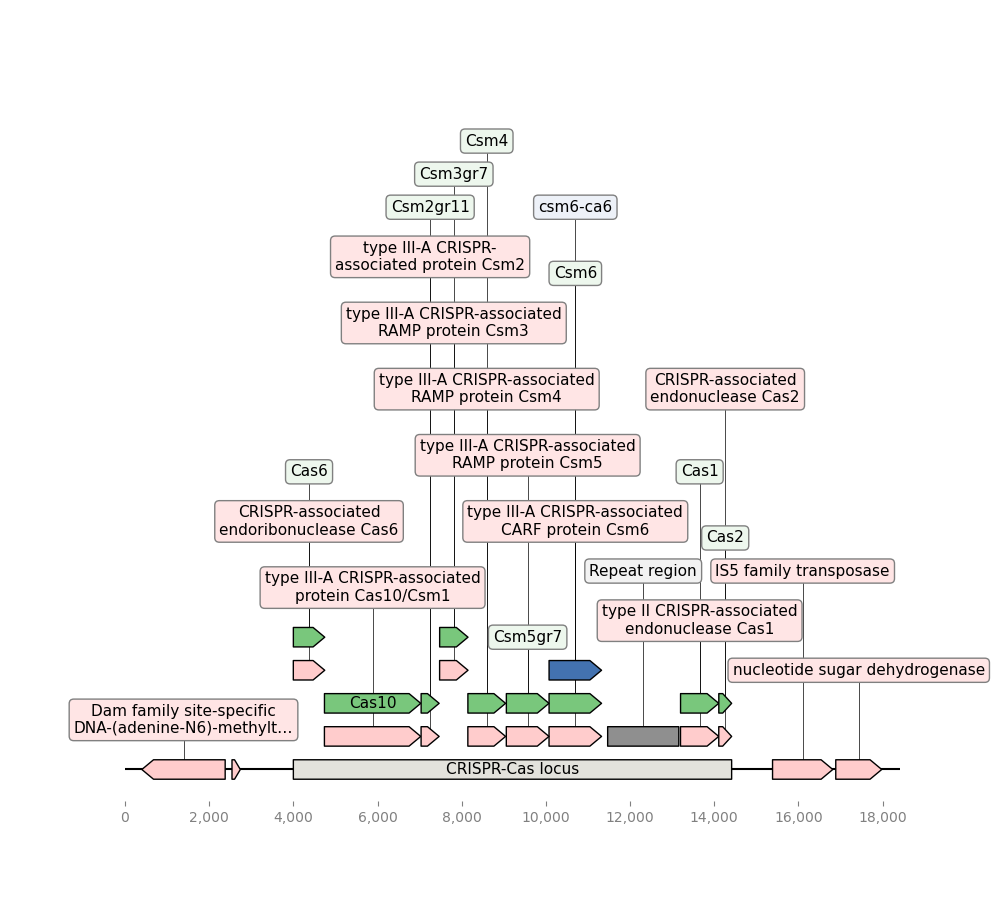 Csm4
Csm3gr7
Csm2gr11
csm6-ca6
type III-A CRISPR-
associated protein Csm2
Csm6
type III-A CRISPR-associated
RAMP protein Csm3
type III-A CRISPR-associated
RAMP protein Csm4
CRISPR-associated
endonuclease Cas2
type III-A CRISPR-associated
RAMP protein Csm5
Cas6
Cas1
CRISPR-associated
endoribonuclease Cas6
type III-A CRISPR-associated
CARF protein Csm6
Cas2
type III-A CRISPR-associated
protein Cas10/Csm1
Repeat region
IS5 family transposase
type II CRISPR-associated
endonuclease Cas1
Csm5gr7
nucleotide sugar dehydrogenase
Cas10
Dam family site-specific
DNA-(adenine-N6)-methylt...
CRISPR-Cas locus
0 2,000 4,000 6,000 8,000 10,000 12,000 14,000 16,000 18,000